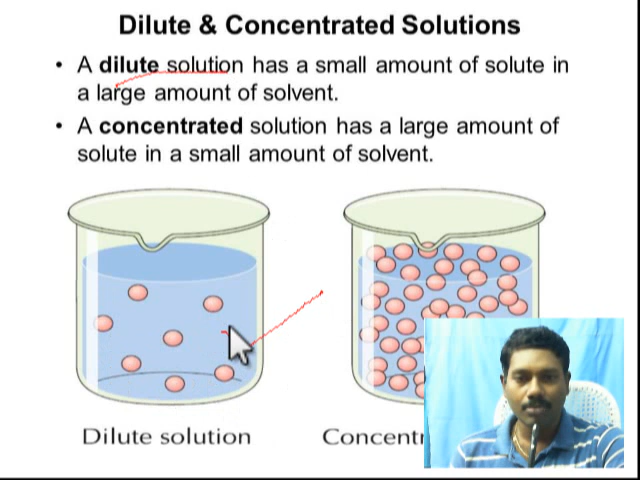 Dilute & Concentrated Solutions
• A dilute solution has a small amount of solute in
a large amount of solvent.
• A concentrated solution has a large amount of
solute in a small amount of solvent.
Dilute solution
Concentr